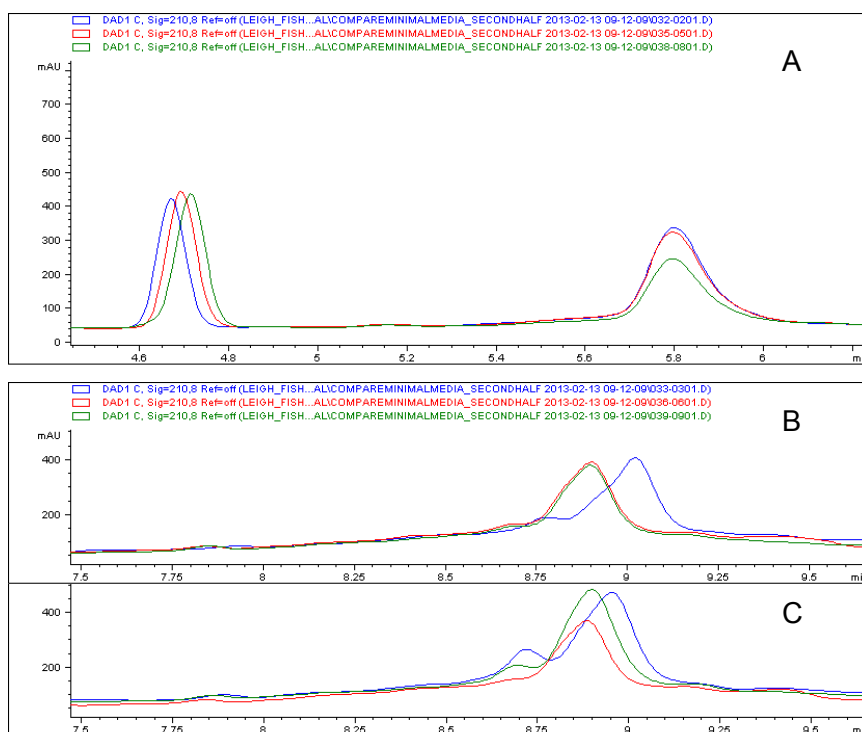 DAD1 C, Sig=210,8 Ref=off (LEIGH_FISH...AL\COMPAREMINIMALMEDIA_SECONDHALF 2013-02-13 09-12-09\032-0201.D)
DAD1 C, Sig=210,8 Ref=off (LEIGH_FISH...AL\COMPAREMINIMALMEDIA_SECONDHALF 2013-02-13 09-12-09\035-0501.D)
DAD1 C, Sig=210,8 Ref=off (LEIGH_FISH...AL\COMPAREMINIMALMEDIA_SECONDHALF 2013-02-13 09-12-09\038-0801.D)
A
mAU
700
600
500
400
300
200
100
0
4.6 4.8 5 5.2 5.4 5.6 5.8 6 m
DAD1 C, Sig=210,8 Ref=off (LEIGH_FISH...AL\COMPAREMINIMALMEDIA_SECONDHALF 2013-02-13 09-12-09\033-0301.D)
DAD1 C, Sig=210,8 Ref=off (LEIGH_FISH...AL\COMPAREMINIMALMEDIA_SECONDHALF 2013-02-13 09-12-09\036-0601.D)
DAD1 C, Sig=210,8 Ref=off (LEIGH_FISH...AL\COMPAREMINIMALMEDIA_SECONDHALF 2013-02-13 09-12-09\039-0901.D)
B
mAU
400
200
7.5 7.75 8 8.25 8.5 8.75 9 9.25 9.5 mi
C
400
200
7.5 7.75 8 8.25 8.5 8.75 9 9.25 9.5 mi